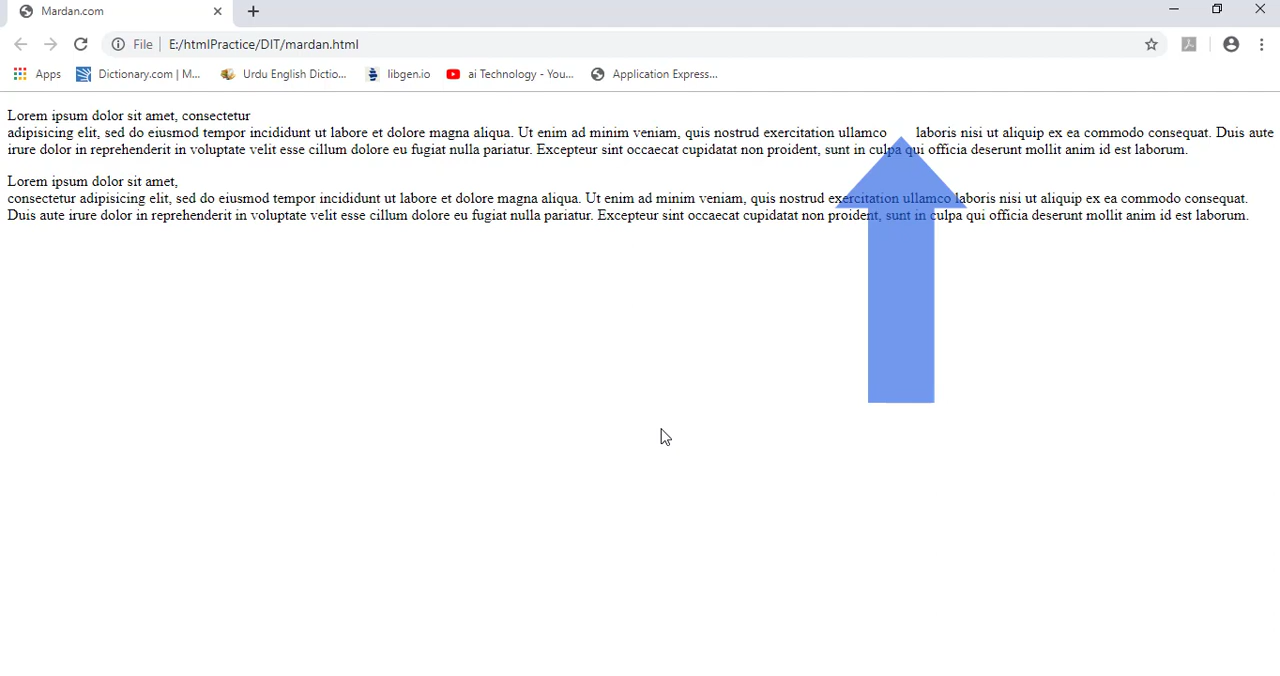 Mardan.com
File E:/htmlPractice/DIT/mardan.html
Apps Dictionary.com | M... Urdu English Dictio... libgen.io ai Technology - You... Application Express...
Lorem ipsum dolor sit amet, consectetur
adipisicing elit, sed do eiusmod tempor incididunt ut labore et dolore magna aliqua. Ut enim ad minim veniam, quis nostrud exercitation ullamco laboris nisi ut aliquip ex ea commodo consequat. Duis aute
irure dolor in reprehenderit in voluptate velit esse cillum dolore eu fugiat nulla pariatur. Excepteur sint occaecat cupidatat non proident, sunt in culpa qui officia deserunt mollit anim id est laborum.
Lorem ipsum dolor sit amet,
consectetur adipisicing elit, sed do eiusmod tempor incididunt ut labore et dolore magna aliqua. Ut enim ad minim veniam, quis nostrud exercitation ullamco laboris nisi ut aliquip ex ea commodo consequat.
Duis aute irure dolor in reprehenderit in voluptate velit esse cillum dolore eu fugiat nulla pariatur. Excepteur sint occaecat cupidatat non proident, sunt in culpa qui officia deserunt mollit anim id est laborum.